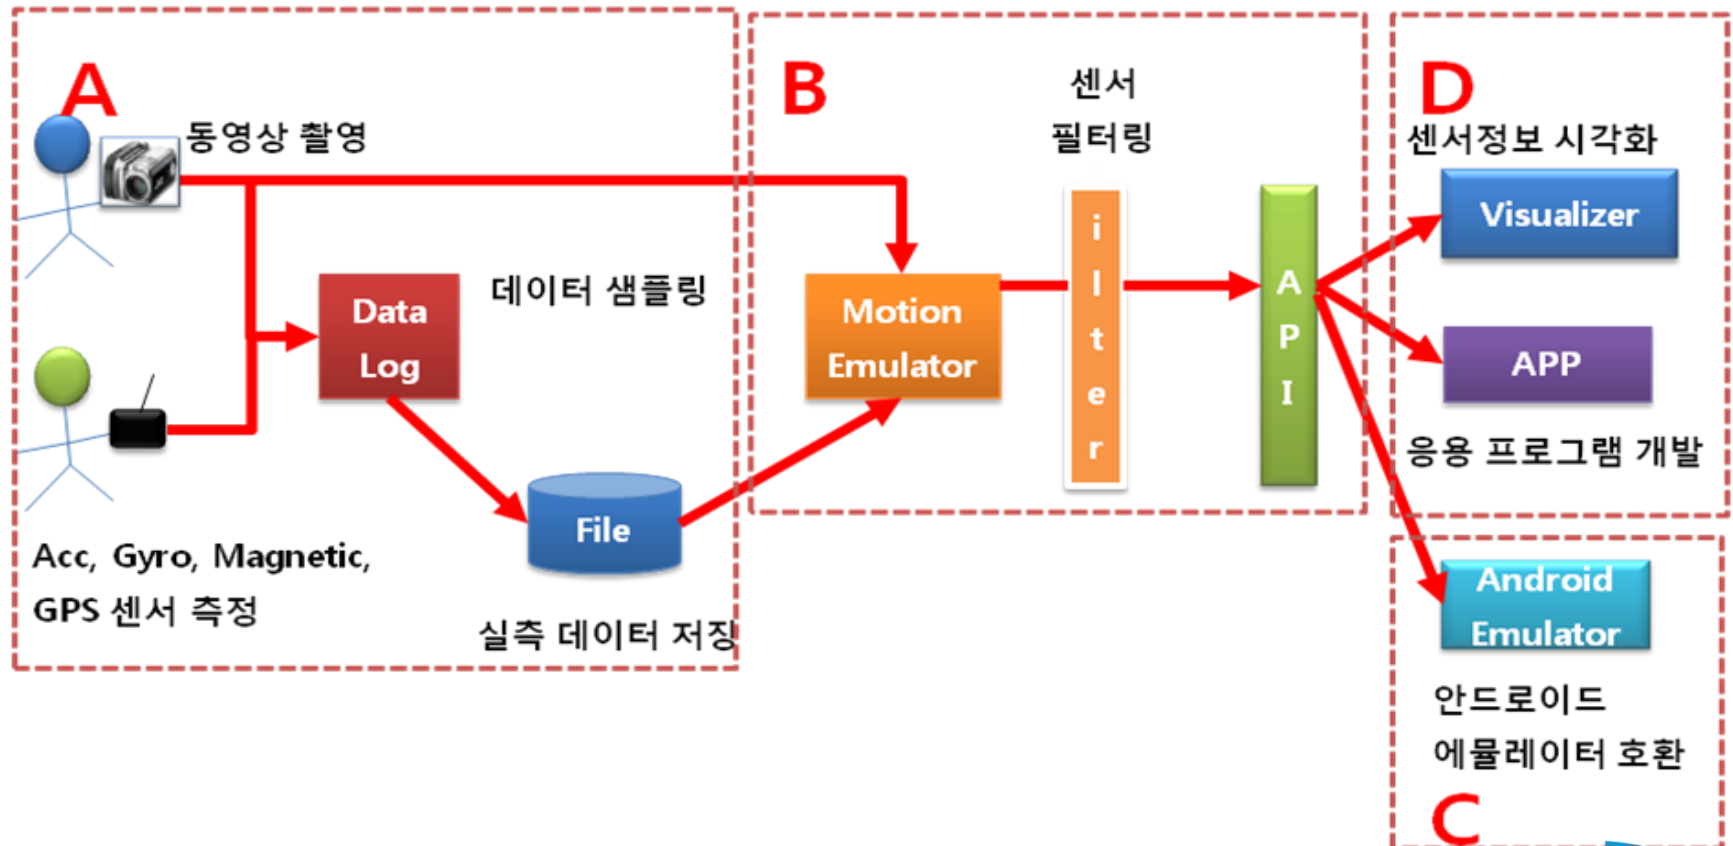 A
동영상 촬영
Data
Log
데이터 샘플링
File
Acc, Gyro, Magnetic,
GPS 센서 측정
실측 데이터 저징
B
센서
필터링
Motion
Emulator
i
l
t
e
r
A
P
I
D
센서정보 시각화
Visualizer
APP
응용 프로그램 개발
Android
Emulator
안드로이드
에뮬레이터 호환
C